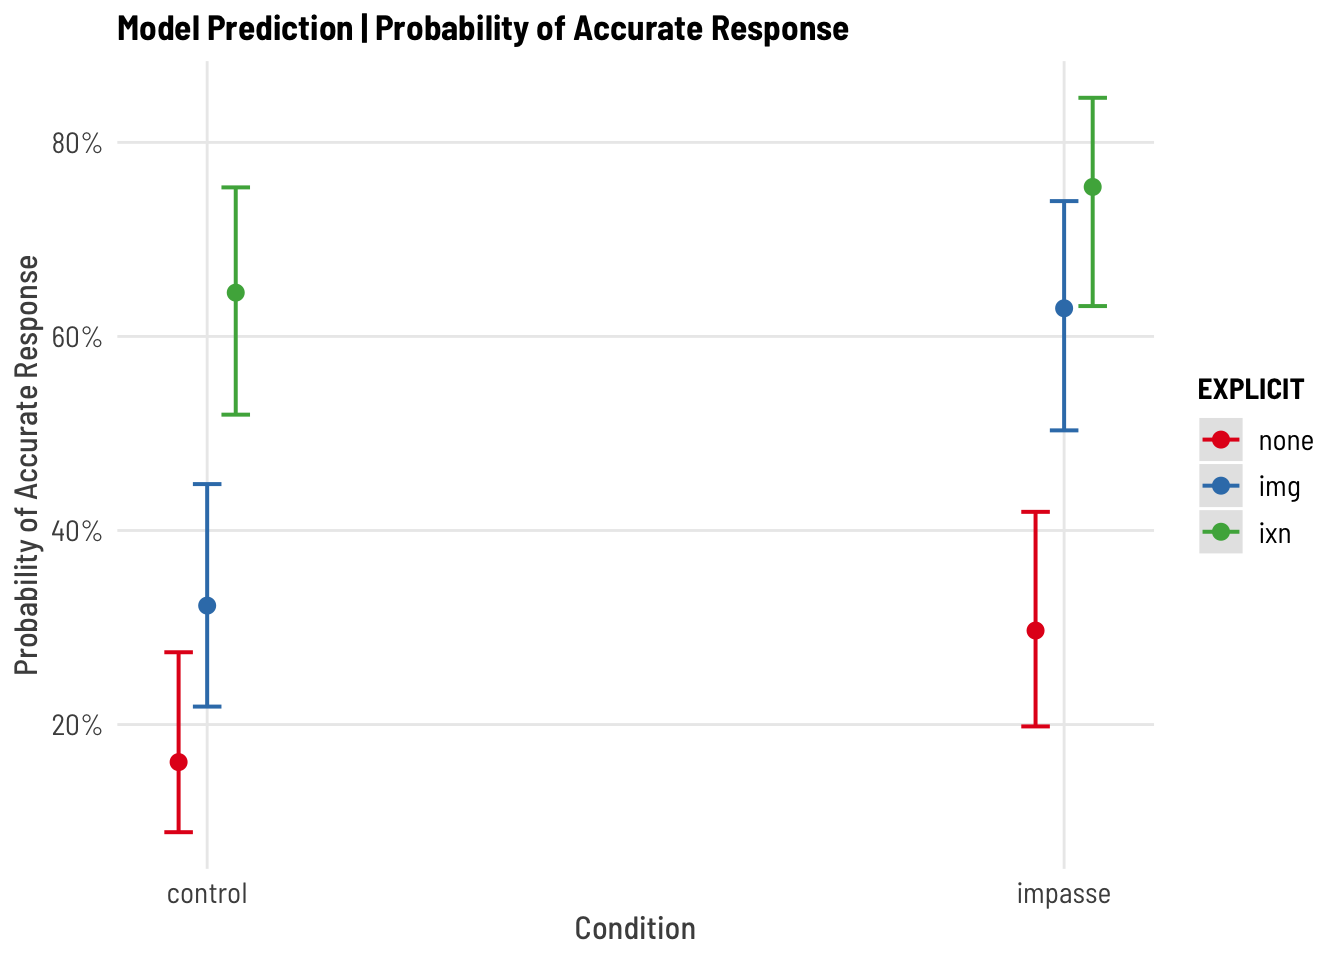 Model Prediction | Probability of Accurate Response
Probability of Accurate Response
80%
60%
40%
20%
control
impasse
Condition
EXPLICIT
none
img
ixn